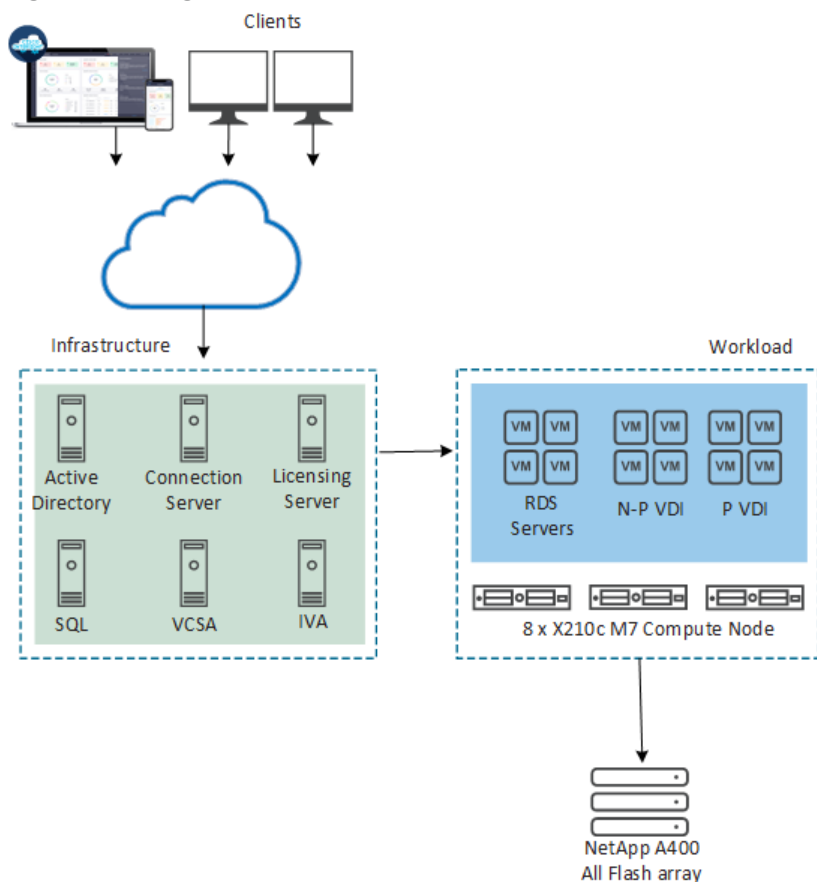 Clients
Infrastructure
Workload
Active
Directory
Connection
Server
Licensing
Server
SQL
VCSA
IVA
VM VM
VM VM
RDS
Servers
VM VM
VM VM
N-P VDI
VM VM
VM VM
P VDI
8 x X210c M7 Compute Node
NetApp A400
All Flash array